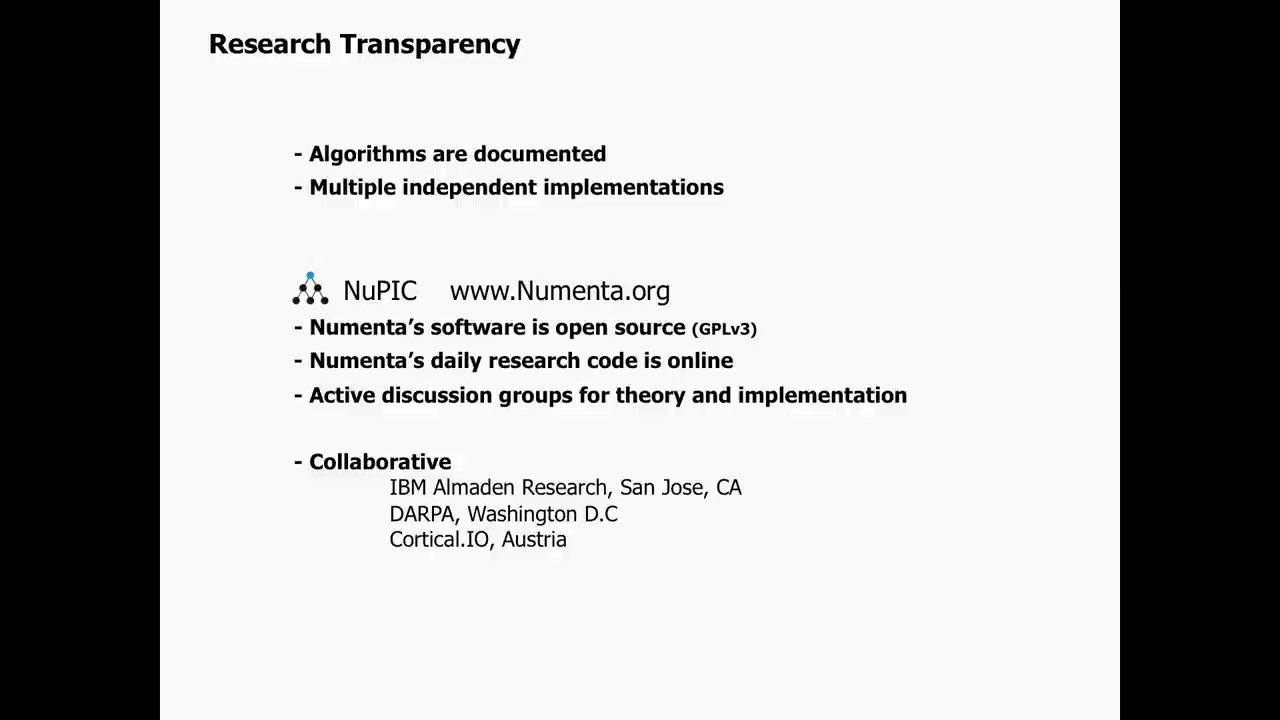 Research Transparency
- Algorithms are documented
- Multiple independent implementations
NuPIC www.Numenta.org
- Numenta’s software is open source (GPLv3)
- Numenta’s daily research code is online
- Active discussion groups for theory and implementation
- Collaborative
IBM Almaden Research, San Jose, CA
DARPA, Washington D.C
Cortical.IO, Austria